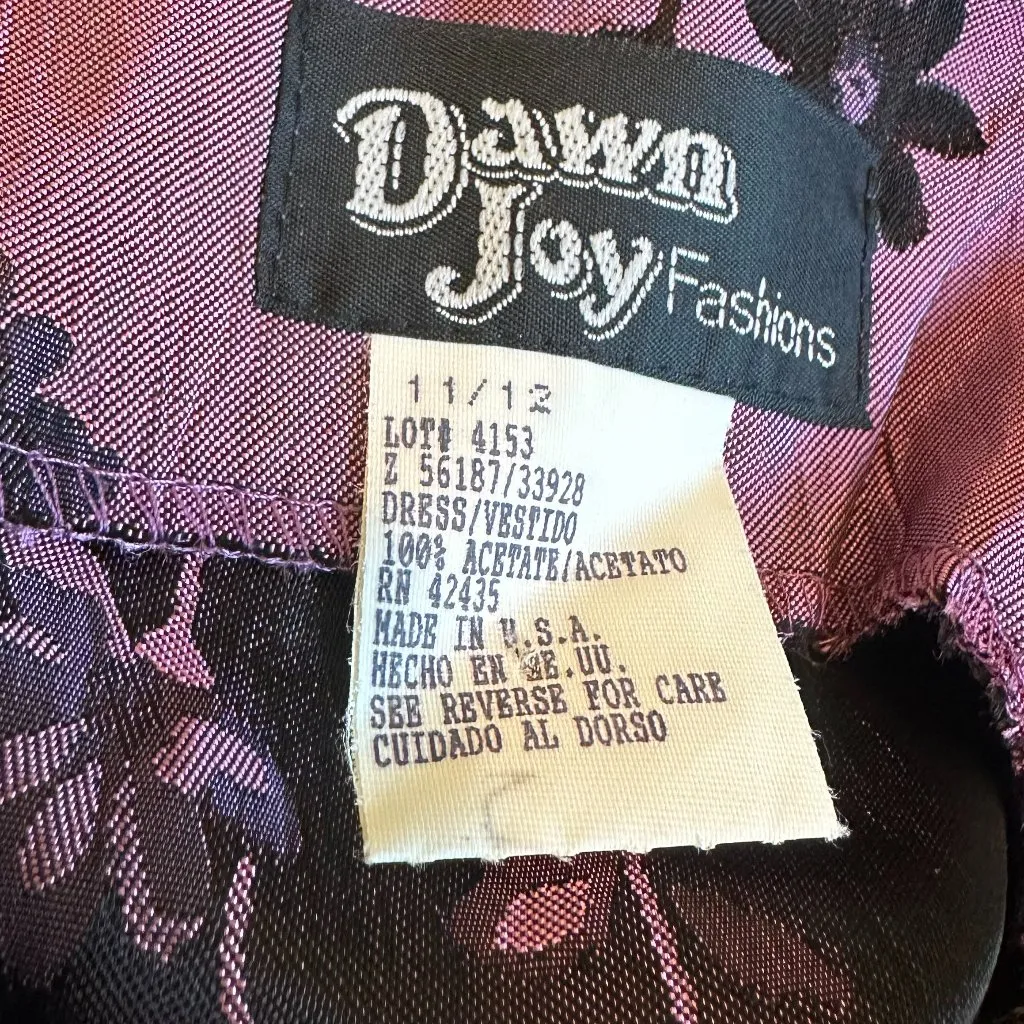 Dawn
Joy Fashions
11/12
LOT# 4153
Z 56187/33928
DRESS/VESTIDO
100% ACETATE/ACETATO
RN 42435
MADE IN U.S.A.
HECHO EN EE.UU.
SEE REVERSE FOR CARE
CUIDADO AL DORSO